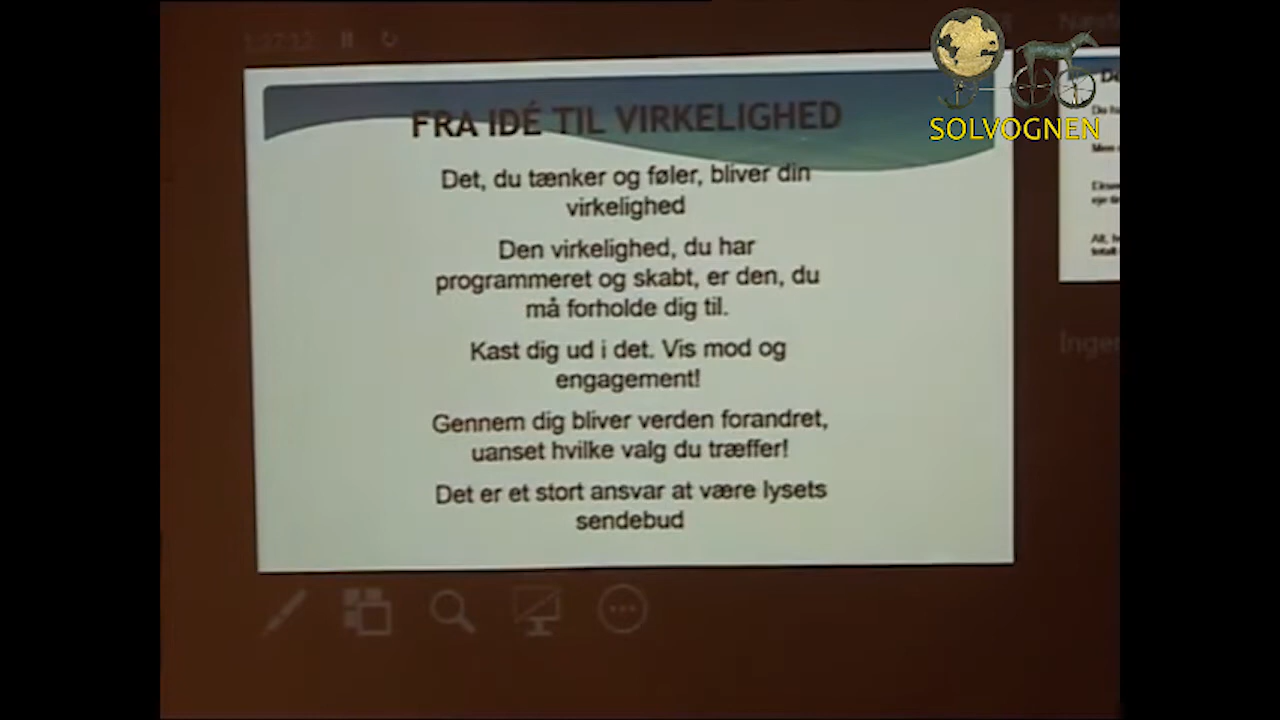 SOLVOGNEN
FRA IDÉ TIL VIRKELIGHED
Det, du tænker og føler, bliver din
virkelighed
Den virkelighed, du har
programmeret og skabt, er den, du
må forholde dig til.
Kast dig ud i det. Vis mod og
engagement!
Gennem dig bliver verden forandret,
uanset hvilke valg du træffer!
Det er et stort ansvar at være lysets
sendebud